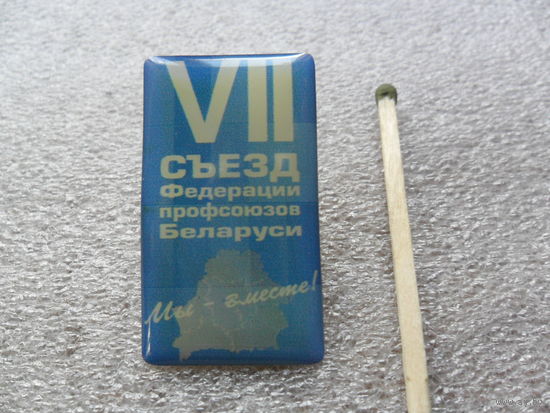 VII
СЪЕЗД
Федерации
профсоюзов
Беларуси
Мы - вместе!